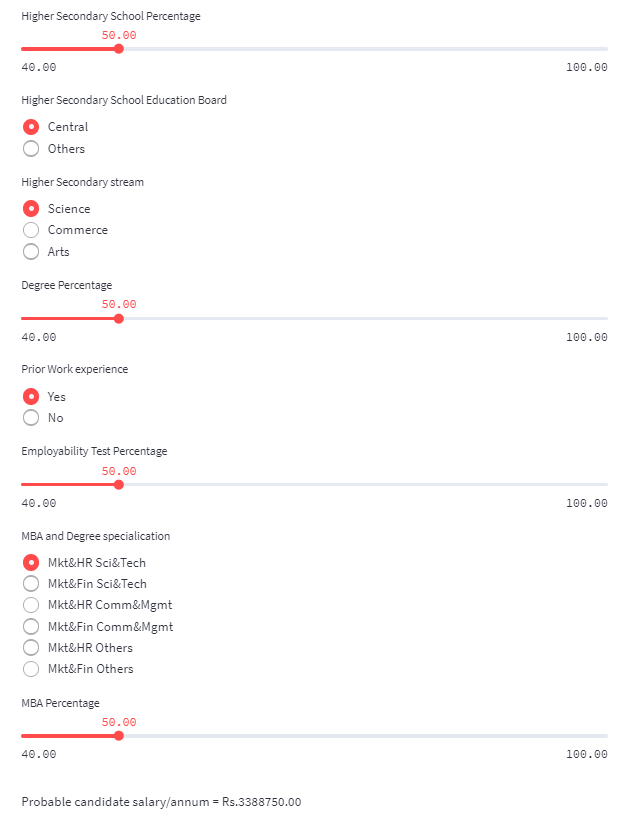 Higher Secondary School Percentage
50.00
40.00 100.00
Higher Secondary School Education Board
Central
Others
Higher Secondary stream
Science
Commerce
Arts
Degree Percentage
50.00
40.00 100.00
Prior Work experience
Yes
No
Employability Test Percentage
50.00
40.00 100.00
MBA and Degree specialication
Mkt&HR Sci&Tech
Mkt&Fin Sci&Tech
Mkt&HR Comm&Mgmt
Mkt&Fin Comm&Mgmt
Mkt&HR Others
Mkt&Fin Others
MBA Percentage
50.00
40.00 100.00
Probable candidate salary/annum = Rs.3388750.00